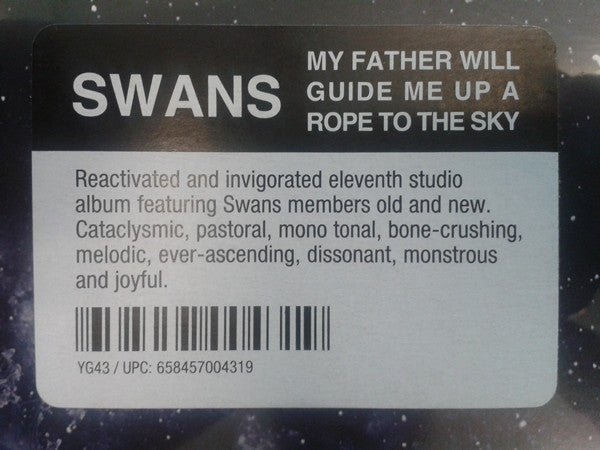 SWANS
MY FATHER WILL
GUIDE ME UP A
ROPE TO THE SKY
Reactivated and invigorated eleventh studio
album featuring Swans members old and new.
Cataclysmic, pastoral, mono tonal, bone-crushing,
melodic, ever-ascending, dissonant, monstrous
and joyful.
YG43 / UPC: 658457004319